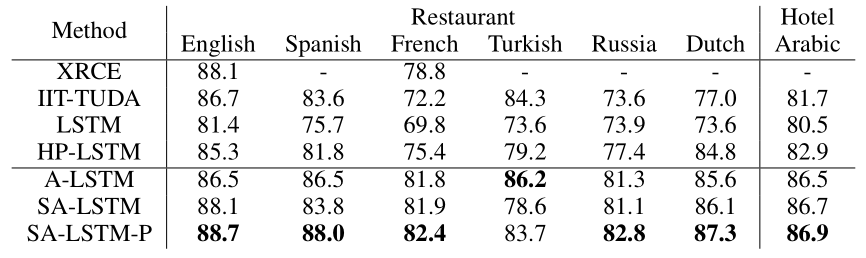 Method Restaurant Hotel
English Spanish French Turkish Russia Dutch Arabic
XRCE 88.1 - 78.8 - - - -
IIT-TUDA 86.7 83.6 72.2 84.3 73.6 77.0 81.7
LSTM 81.4 75.7 69.8 73.6 73.9 73.6 80.5
HP-LSTM 85.3 81.8 75.4 79.2 77.4 84.8 82.9
A-LSTM 86.5 86.5 81.8 86.2 81.3 85.6 86.5
SA-LSTM 88.1 83.8 81.9 78.6 81.1 86.1 86.7
SA-LSTM-P 88.7 88.0 82.4 83.7 82.8 87.3 86.9